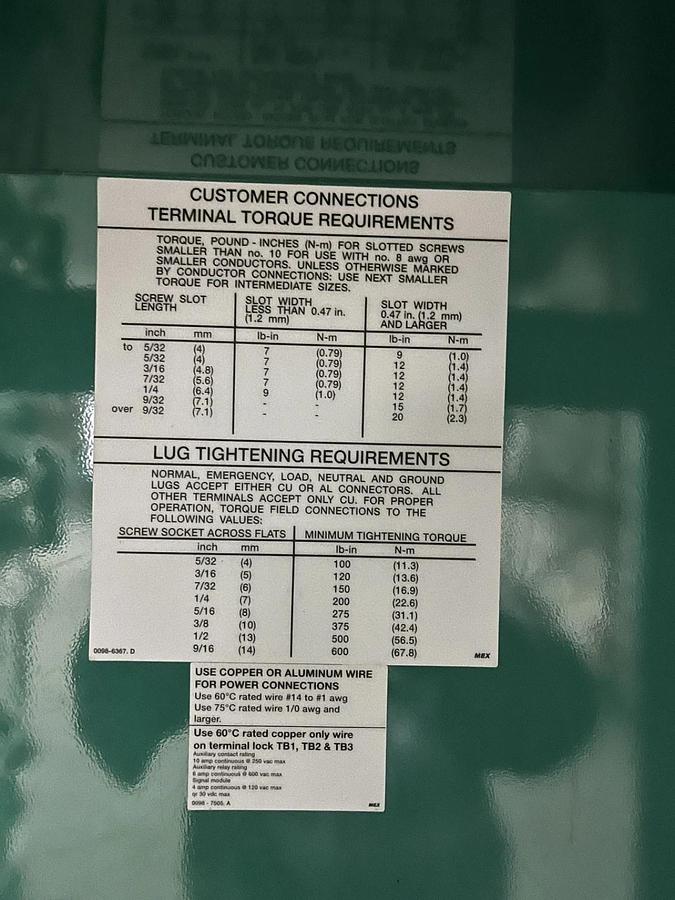 CUSTOMER CONNECTIONS
TERMINAL TORQUE REQUIREMENTS
TORQUE, POUND - INCHES (N-m) FOR SLOTTED SCREWS
SMALLER THAN no. 10 FOR USE WITH no. 8 awg OR
SMALLER CONDUCTORS. UNLESS OTHERWISE MARKED
BY CONDUCTOR CONNECTIONS: USE NEXT SMALLER
TORQUE FOR INTERMEDIATE SIZES.
SCREW SLOT LENGTH SLOT WIDTH LESS THAN 0.47 in. (1.2 mm) SLOT WIDTH 0.47 in. (1.2 mm) AND LARGER
inch mm lb-in N-m lb-in N-m
to 5/32 (4) 7 (0.79) 9 (1.0)
5/32 (4) 7 (0.79) 12 (1.4)
3/16 (4.8) 7 (0.79) 12 (1.4)
7/32 (5.6) 7 (0.79) 12 (1.4)
1/4 (6.4) 9 (1.0) 12 (1.4)
9/32 (7.1) - - 15 (1.7)
over 9/32 (7.1) - - 20 (2.3)
LUG TIGHTENING REQUIREMENTS
NORMAL, EMERGENCY, LOAD, NEUTRAL AND GROUND
LUGS ACCEPT EITHER CU OR AL CONNECTORS. ALL
OTHER TERMINALS ACCEPT ONLY CU. FOR PROPER
OPERATION, TORQUE FIELD CONNECTIONS TO THE
FOLLOWING VALUES:
SCREW SOCKET ACROSS FLATS MINIMUM TIGHTENING TORQUE
inch mm lb-in N-m
5/32 (4) 100 (11.3)
3/16 (5) 120 (13.6)
7/32 (6) 150 (16.9)
1/4 (7) 200 (22.6)
5/16 (8) 275 (31.1)
3/8 (10) 375 (42.4)
1/2 (13) 500 (56.5)
9/16 (14) 600 (67.8)
0098-6367. D MEX
USE COPPER OR ALUMINUM WIRE
FOR POWER CONNECTIONS
Use 60°C rated wire #14 to #1 awg
Use 75°C rated wire 1/0 awg and
larger.
Use 60°C rated copper only wire
on terminal lock TB1, TB2 & TB3
Auxiliary contact rating
10 amp continuous @ 250 vac max
Auxiliary relay rating
6 amp continuous @ 600 vac max
Signal module
4 amp continuous @ 120 vac max
or 30 vdc max
0098 - 7505. A MEX